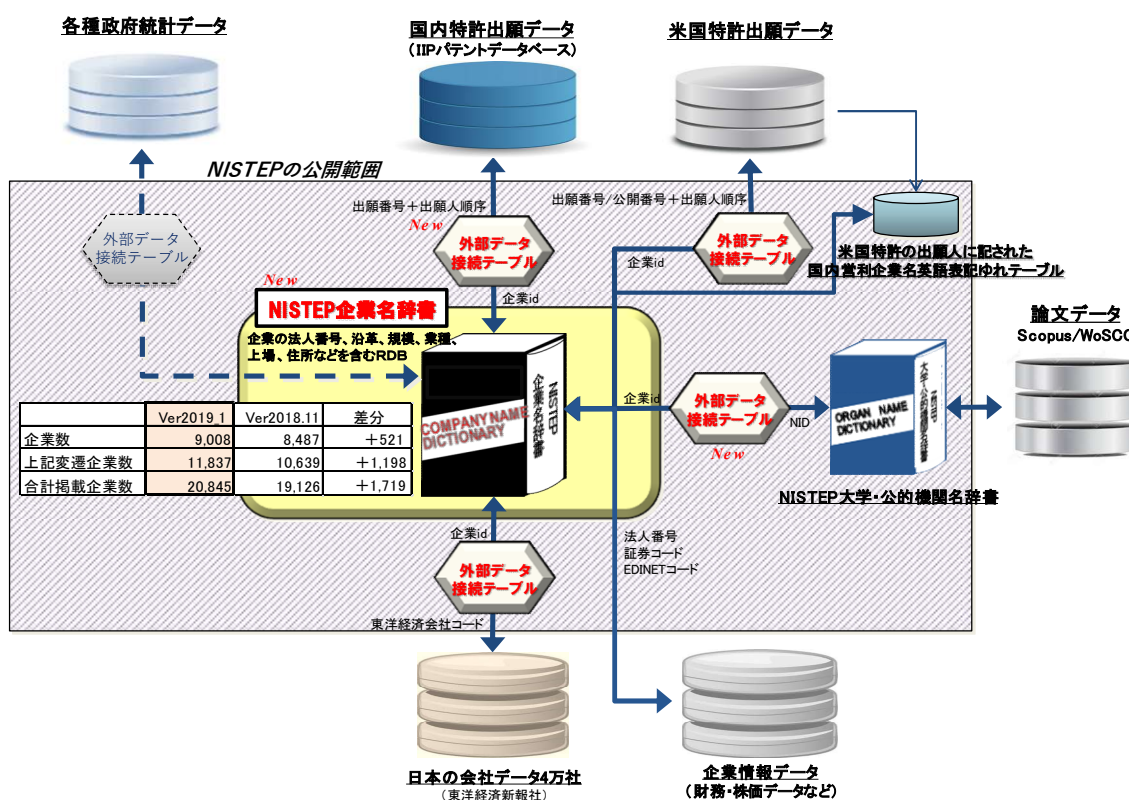 各種政府統計データ
国内特許出願データ
（IIPパテントデータベース）
米国特許出願データ
NISTEPの公開範囲
出願番号＋出願人順序
New
外部データ
接続テーブル
出願番号/公開番号＋出願人順序
外部データ
接続テーブル
外部データ
接続テーブル
企業id
米国特許の出願人に記された
国内営利企業名英語表記ゆれテーブル
企業id
New
NISTEP企業名辞書
企業の法人番号、沿革、規模、業種、
上場、住所などを含むRDB
論文データ
Scopus/WoSCC
COMPANY NAME
DICTIONARY
NISTEP
企業名辞書
企業id
外部データ
接続テーブル
New
NID
ORGAN NAME
DICTIONARY
NISTEP
大学・公的機関名辞書
NISTEP大学・公的機関名辞書
Ver2019_1 Ver2018.11 差分
企業数 9,008 8,487 ＋521
上記変遷企業数 11,837 10,639 ＋1,198
合計掲載企業数 20,845 19,126 ＋1,719
企業id
外部データ
接続テーブル
法人番号
証券コード
EDINETコード
東洋経済会社コード
日本の会社データ4万社
（東洋経済新報社）
企業情報データ
（財務・株価データなど）